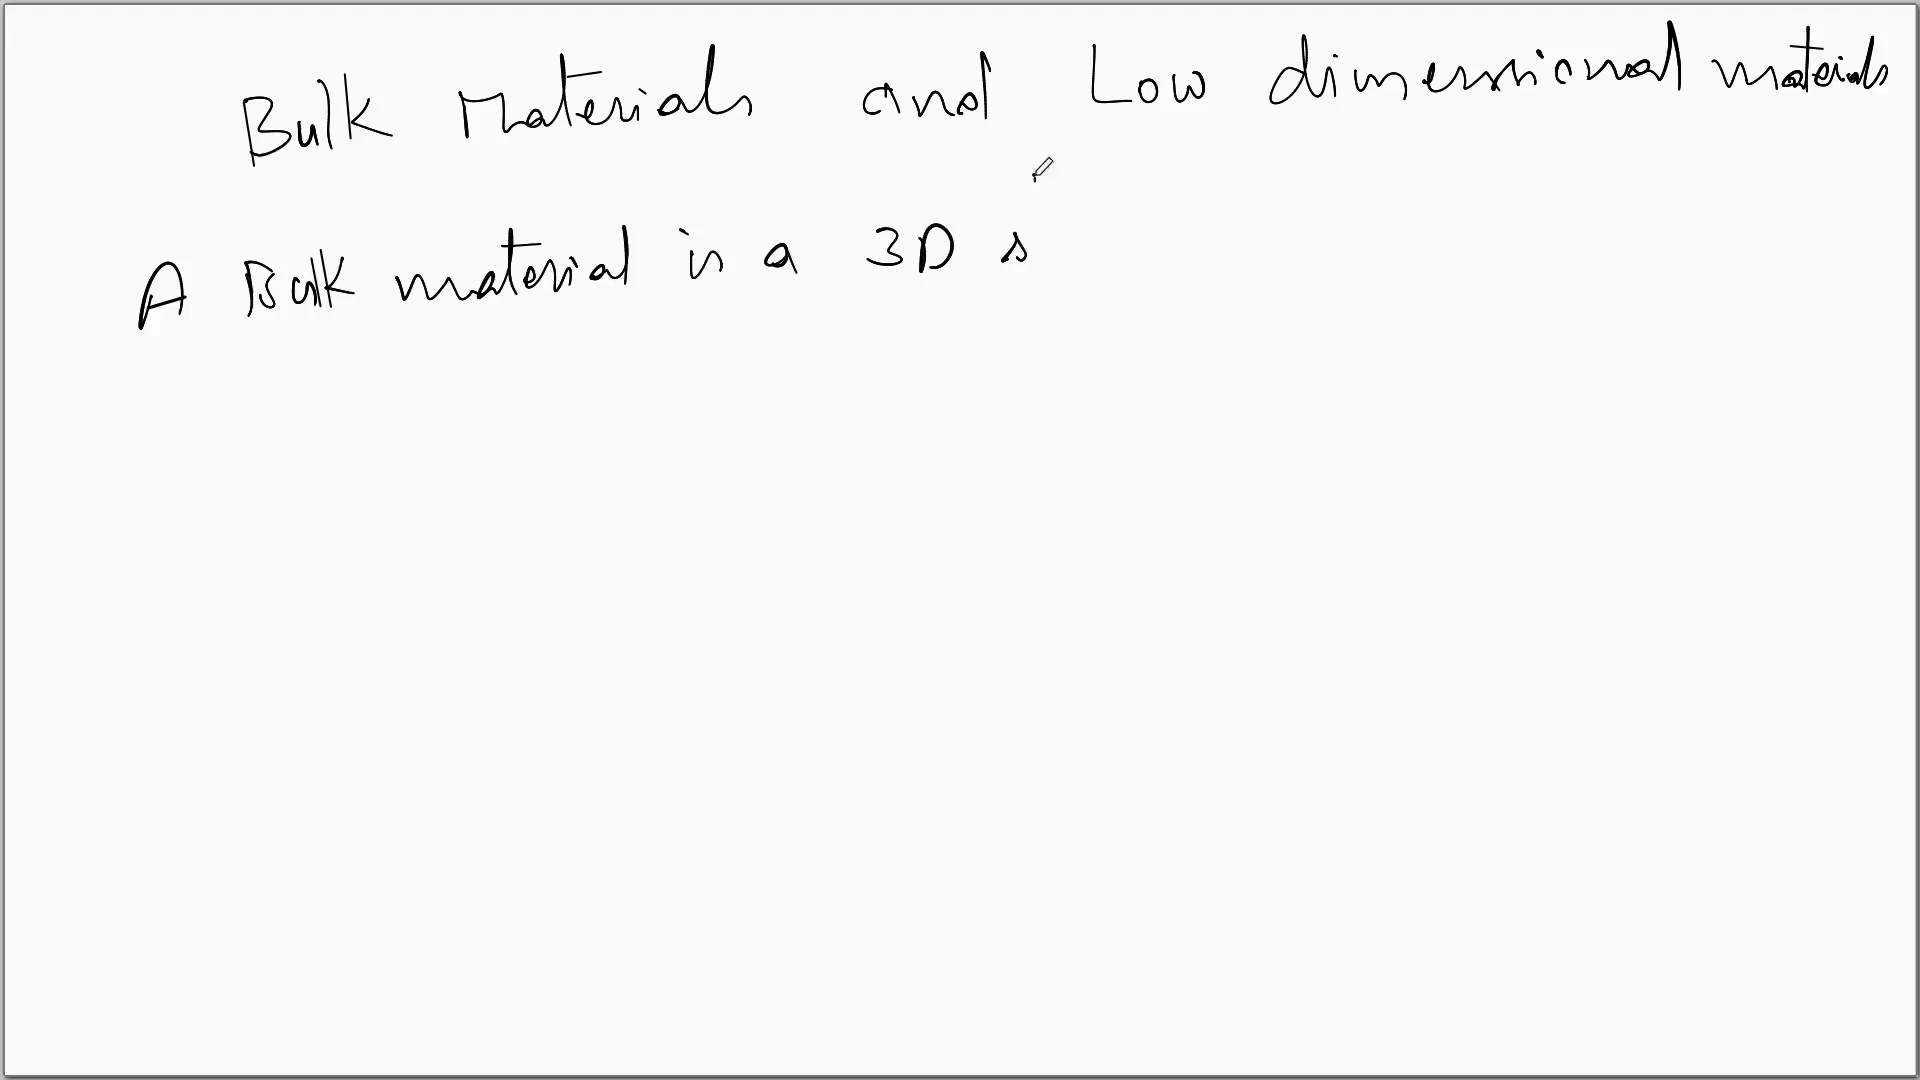 Bulk Materials and Low dimensional materials
A Bulk material is a 3D s